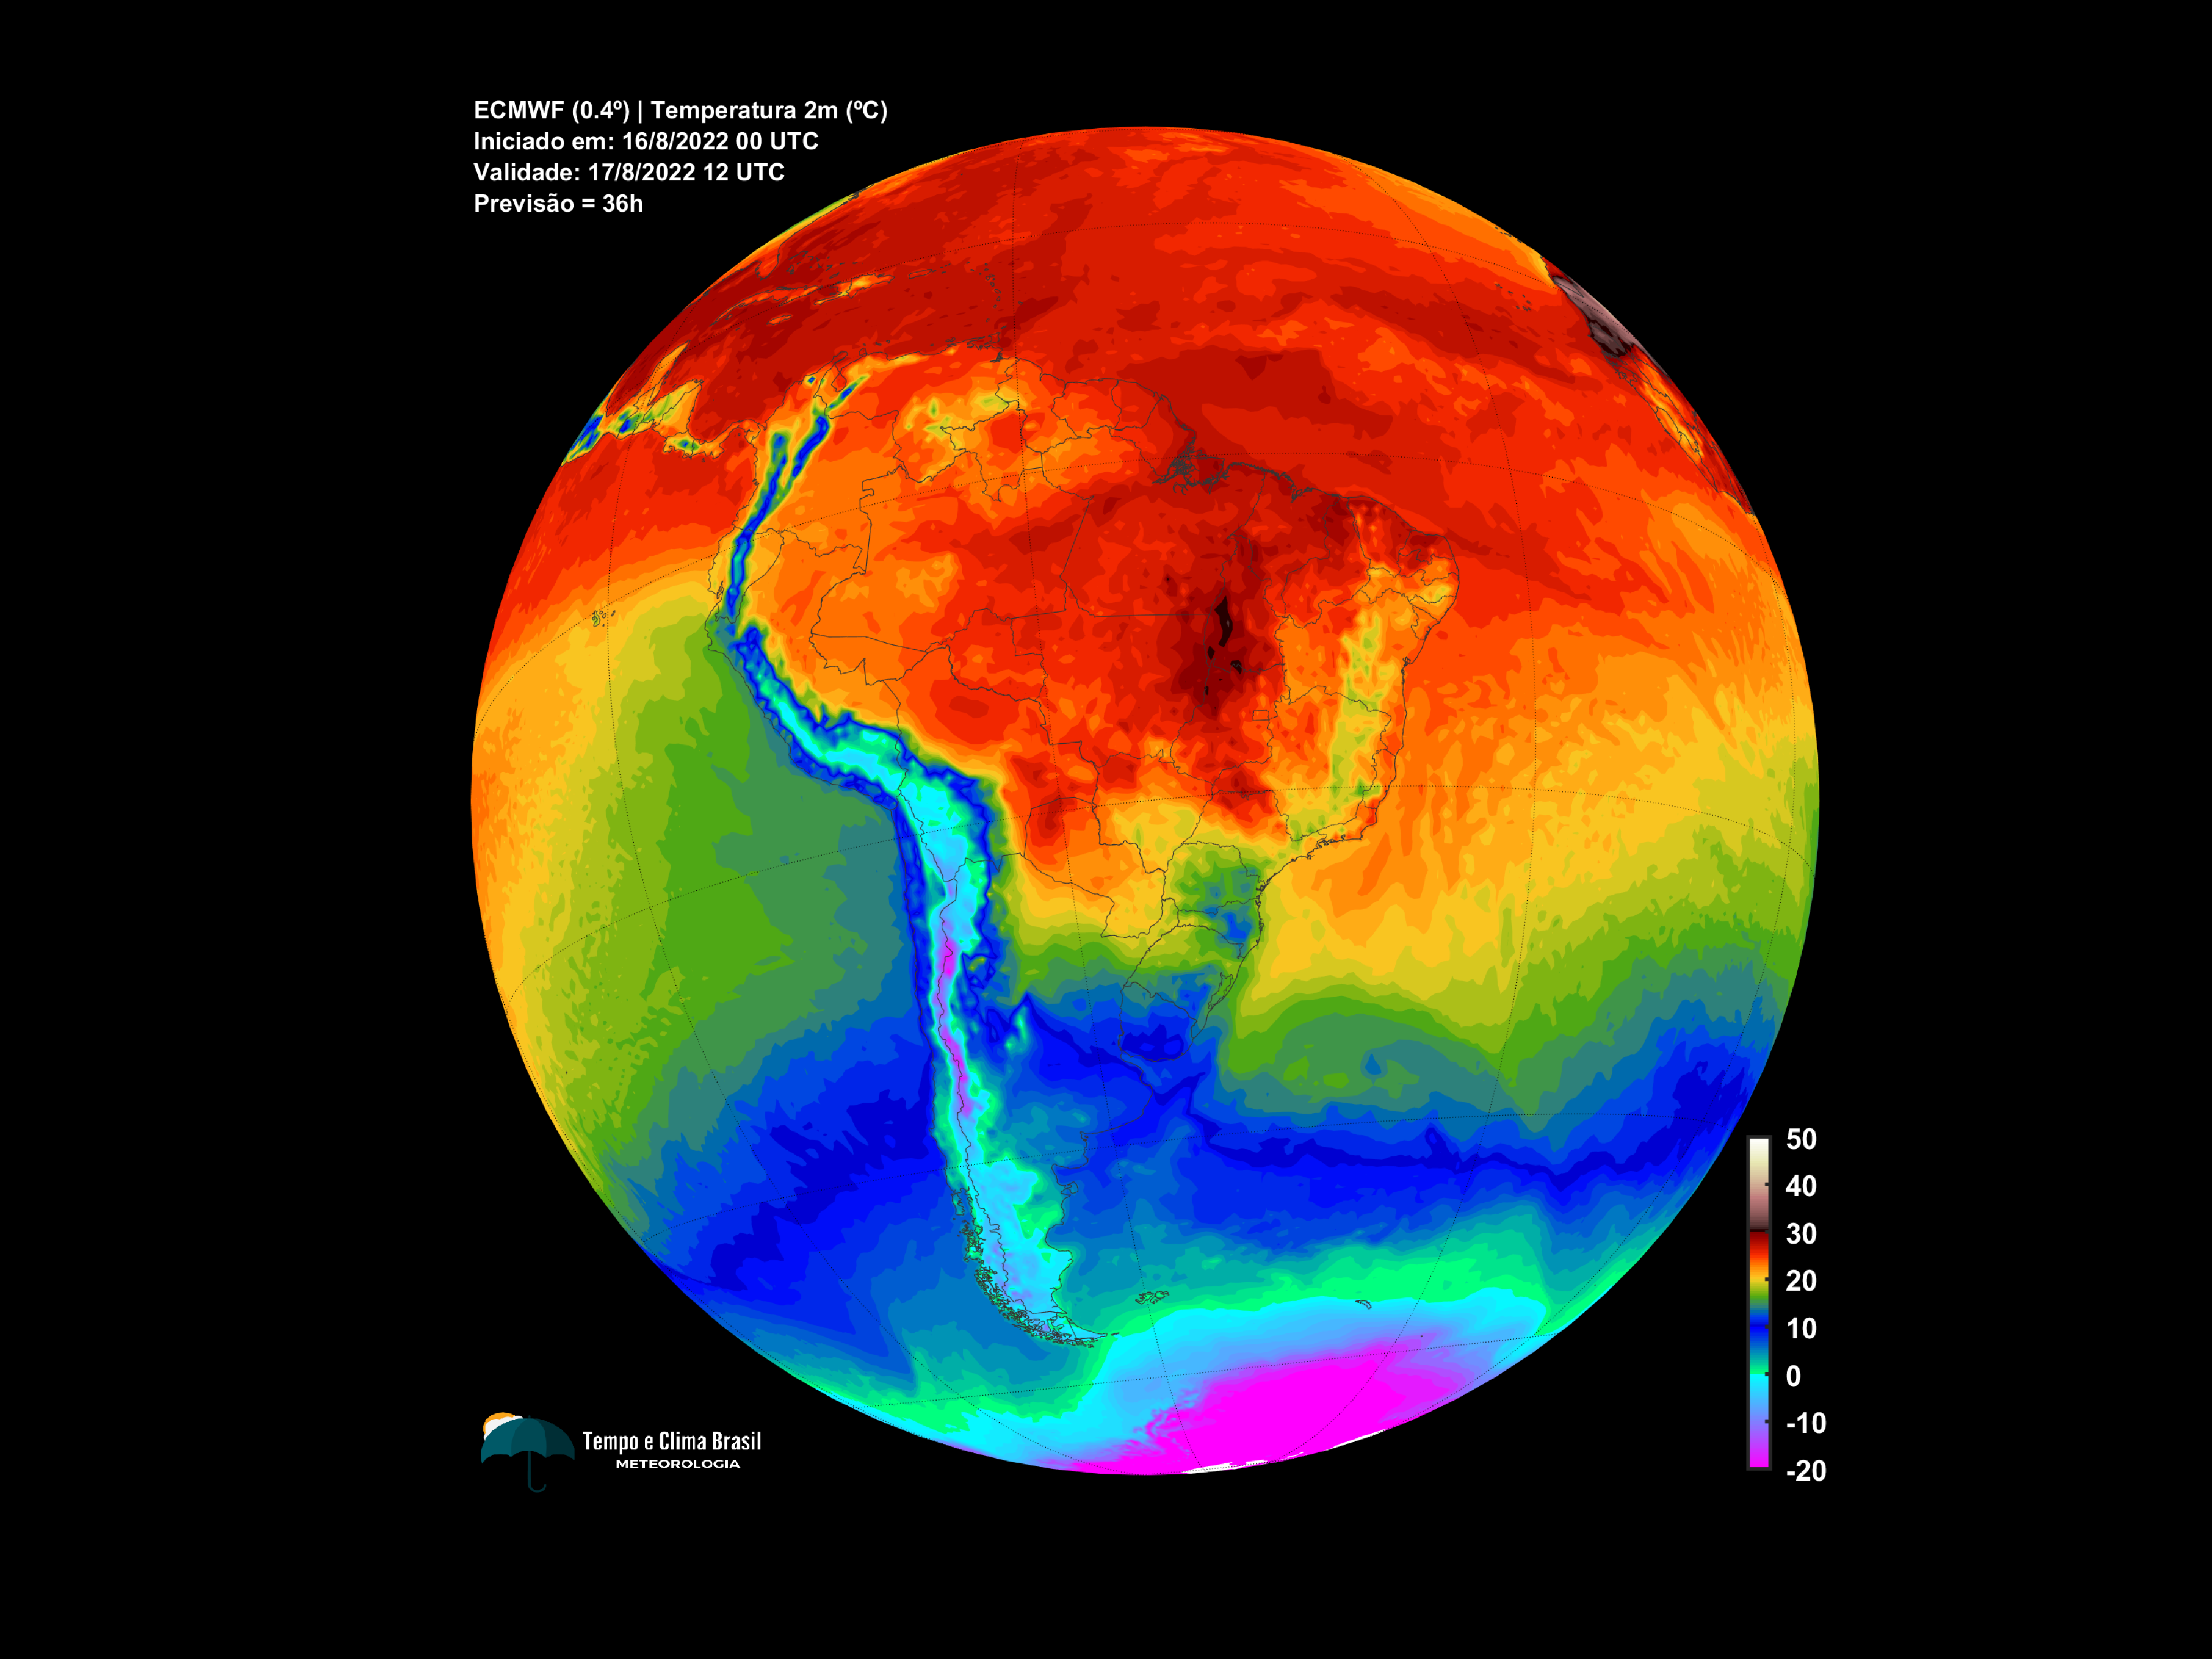 ECMWF (0.4º) | Temperatura 2m (ºC)
Iniciado em: 16/8/2022 00 UTC
Validade: 17/8/2022 12 UTC
Previsão = 36h
50
40
30
20
10
0
-10
-20
Tempo e Clima Brasil
METEOROLOGIA